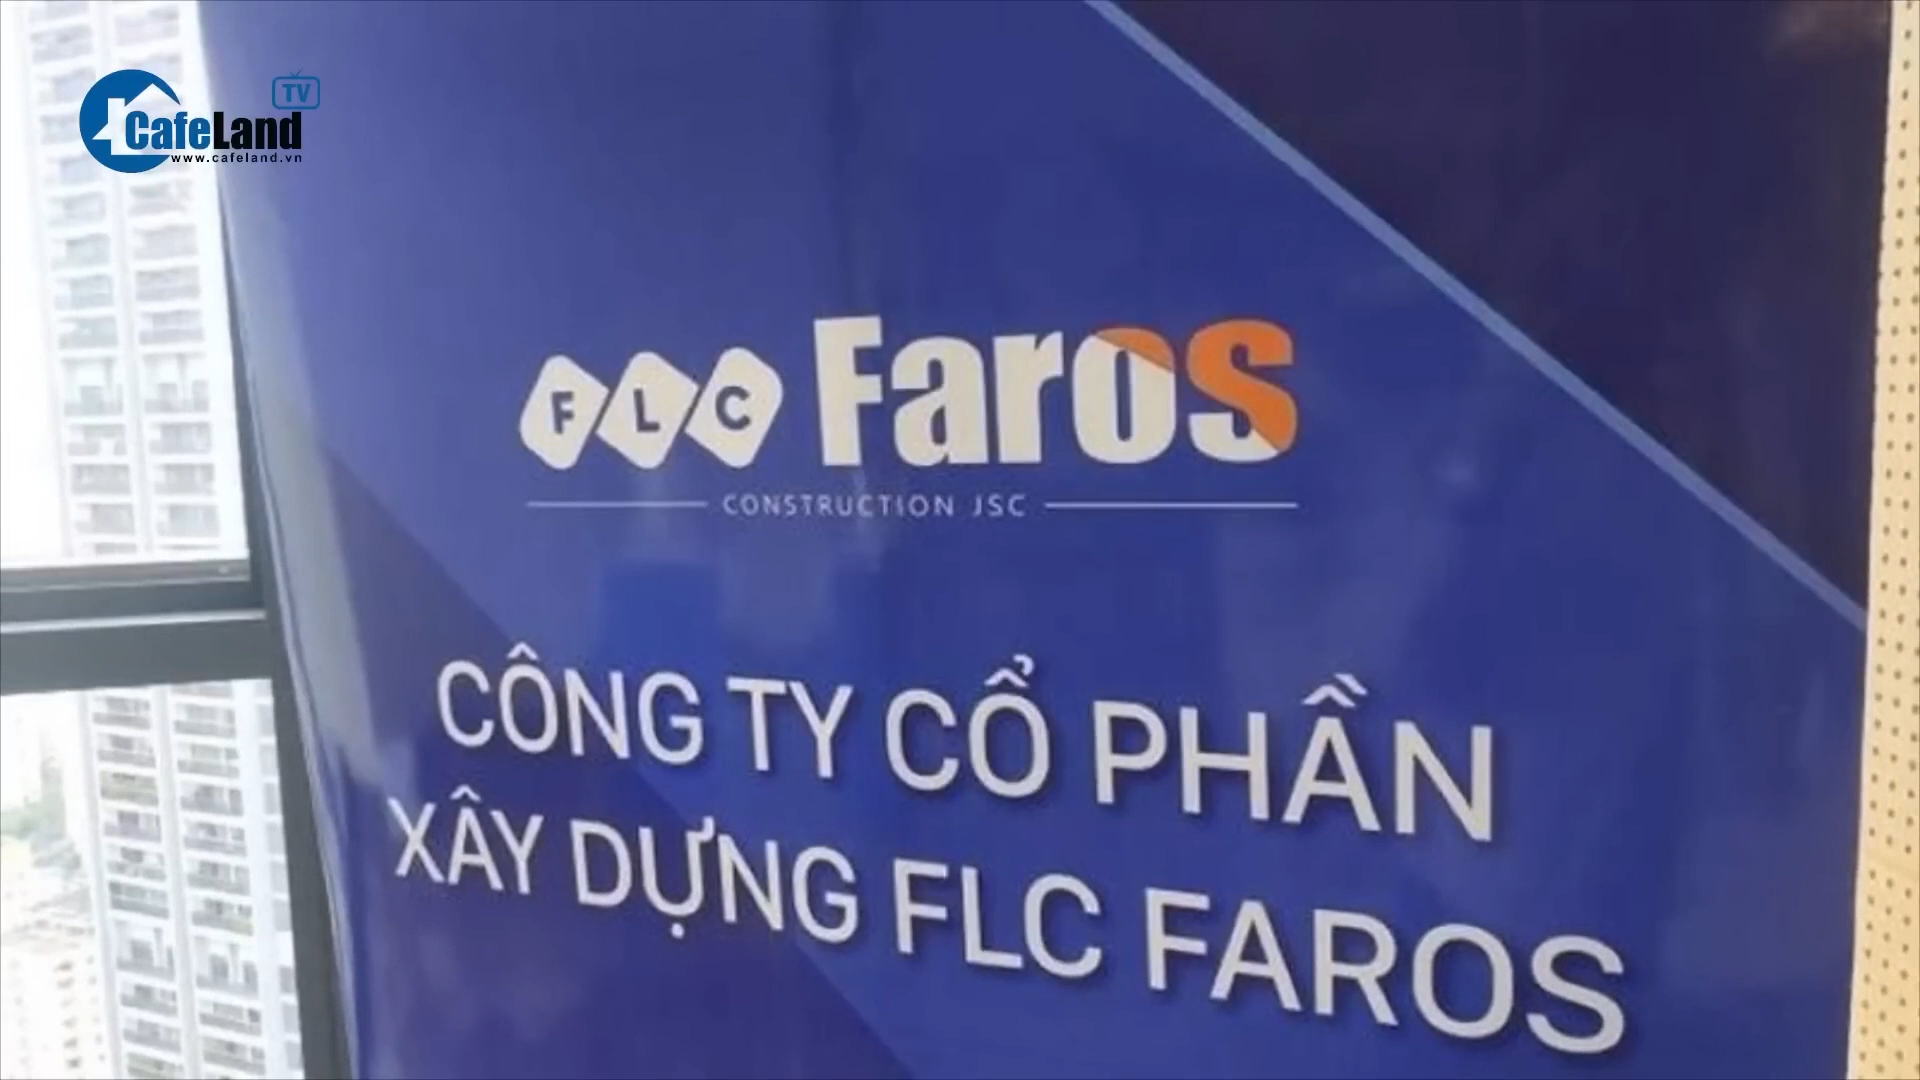 TV
CafeLand
www.cafeland.vn
FLC Faros
CONSTRUCTION JSC
CÔNG TY CỔ PHẦN
XÂY DỰNG FLC FAROS